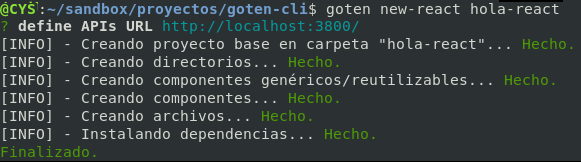 @CYS:~/sandbox/proyectos/goten-cli$ goten new-react hola-react
? define APIs URL http://localhost:3800/
[INFO] - Creando proyecto base en carpeta "hola-react"... Hecho.
[INFO] - Creando directorios... Hecho.
[INFO] - Creando componentes genéricos/reutilizables... Hecho.
[INFO] - Creando componentes... Hecho.
[INFO] - Creando archivos... Hecho.
[INFO] - Instalando dependencias... Hecho.
Finalizado.